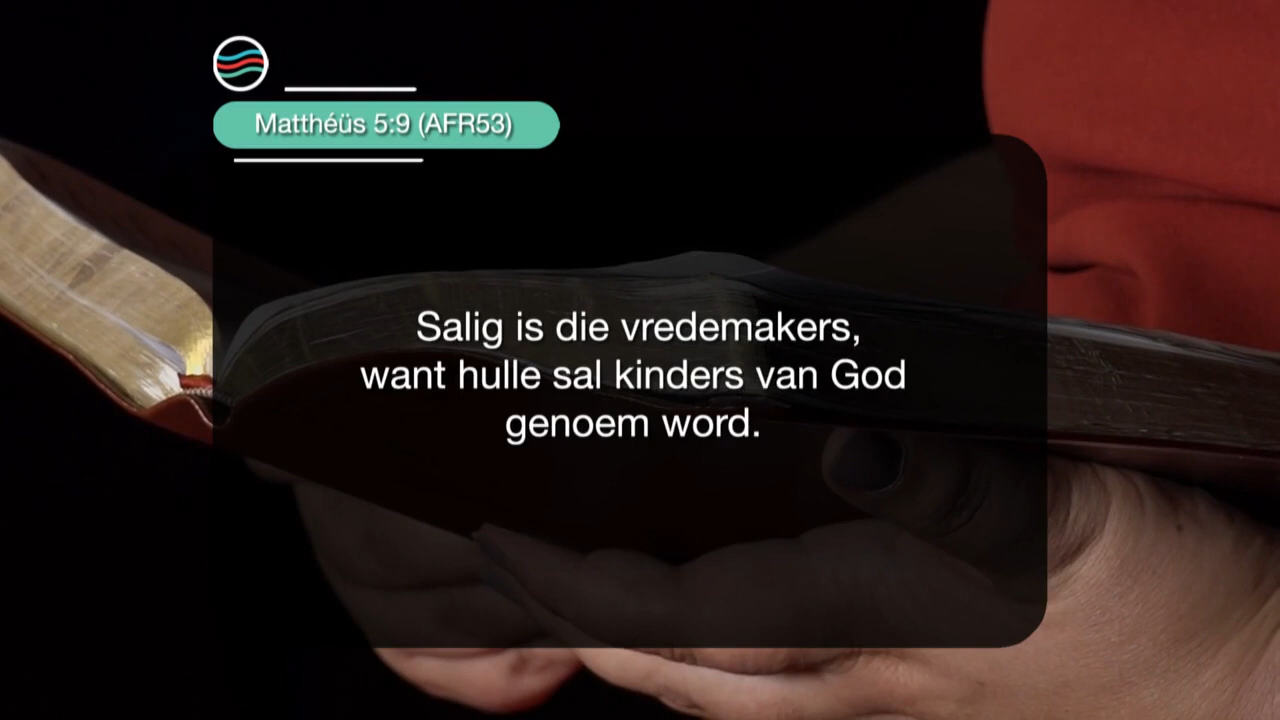 Matthéüs 5:9 (AFR53)
Salig is die vredemakers,
want hulle sal kinders van God
genoem word.